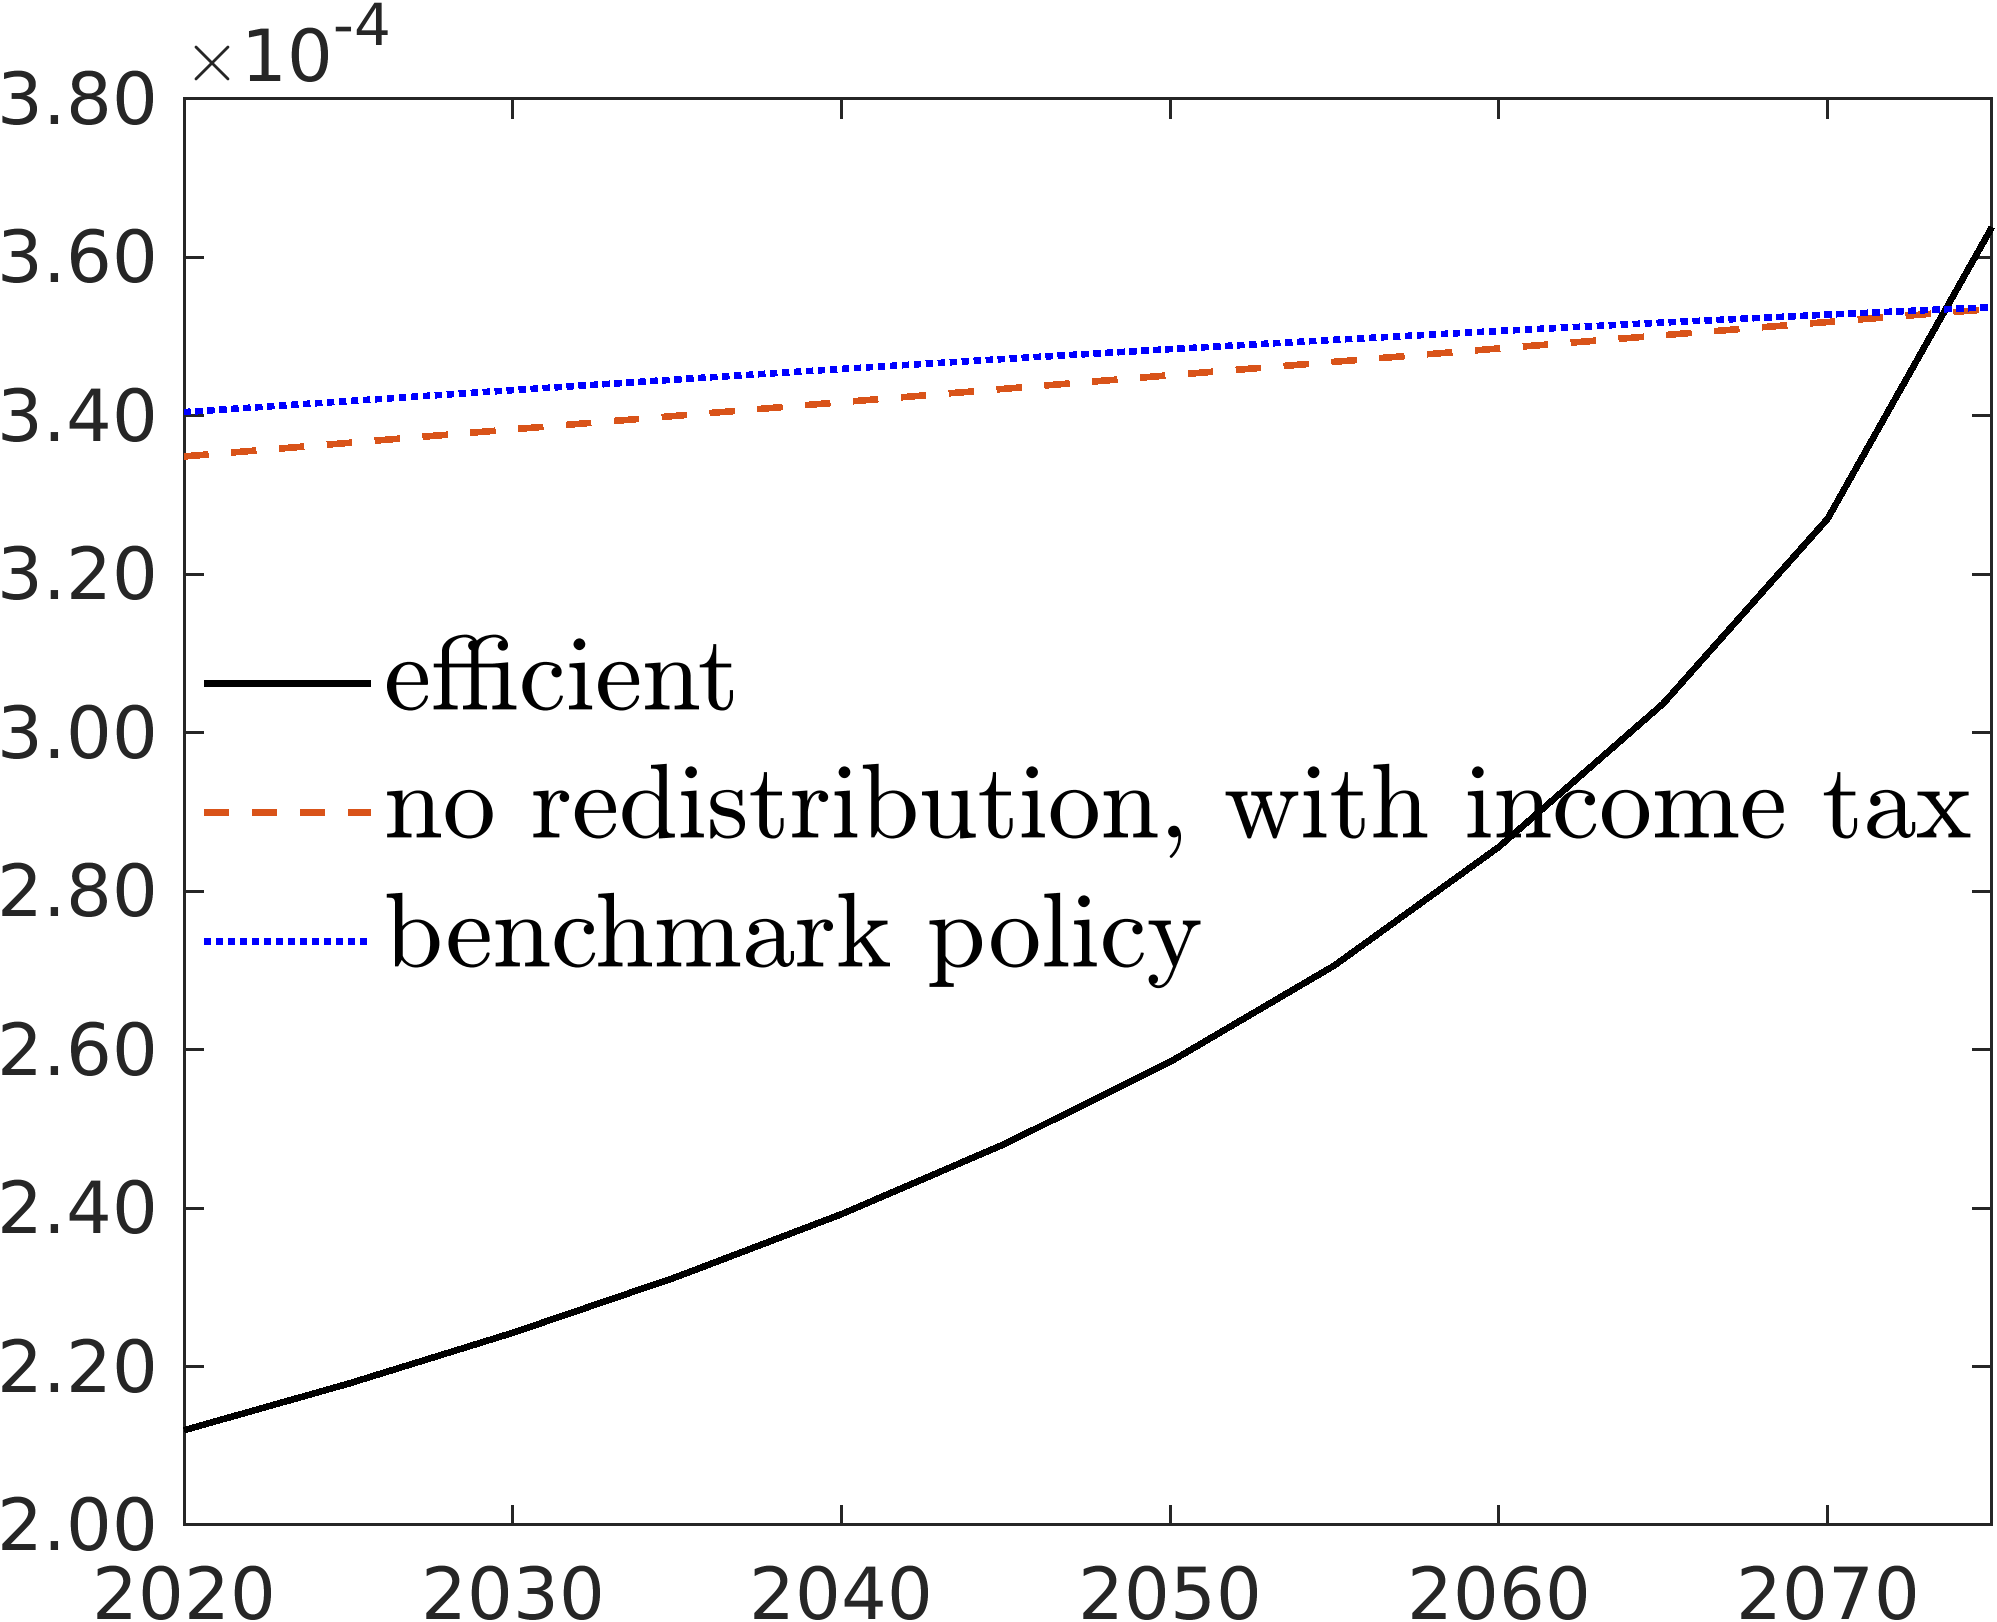 ×10-4
3.80
3.60
3.40
3.20
3.00
2.80
2.60
2.40
2.20
2.00
efficient
no redistribution, with income tax
benchmark policy
2020 2030 2040 2050 2060 2070